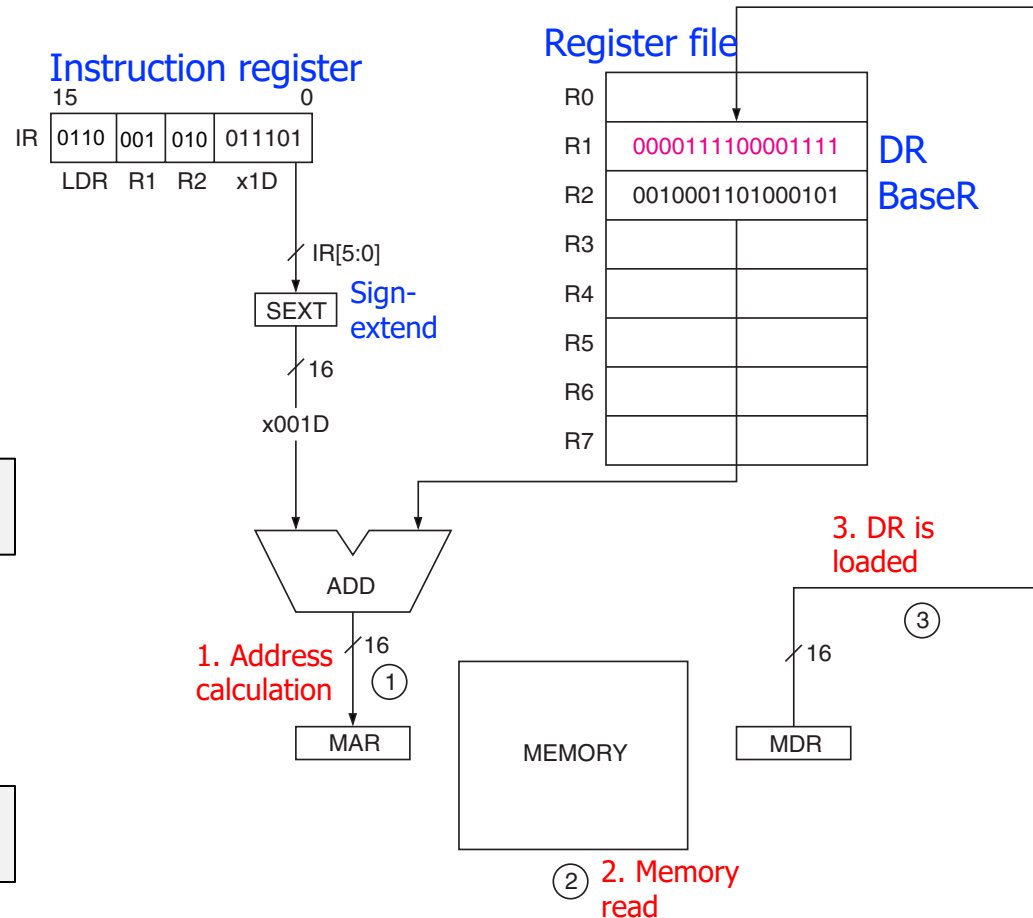 Instruction register
15 0
IR 0110 001 010 011101
LDR R1 R2 x1D
IR[5:0]
SEXT
Sign-
extend
16
x001D
ADD
16
1. Address
calculation
1
MAR
Register file
R0
R1 0000111100001111 DR
R2 0010001101000101 BaseR
R3
R4
R5
R6
R7
MEMORY
2
2. Memory
read
3. DR is
loaded
3
16
MDR